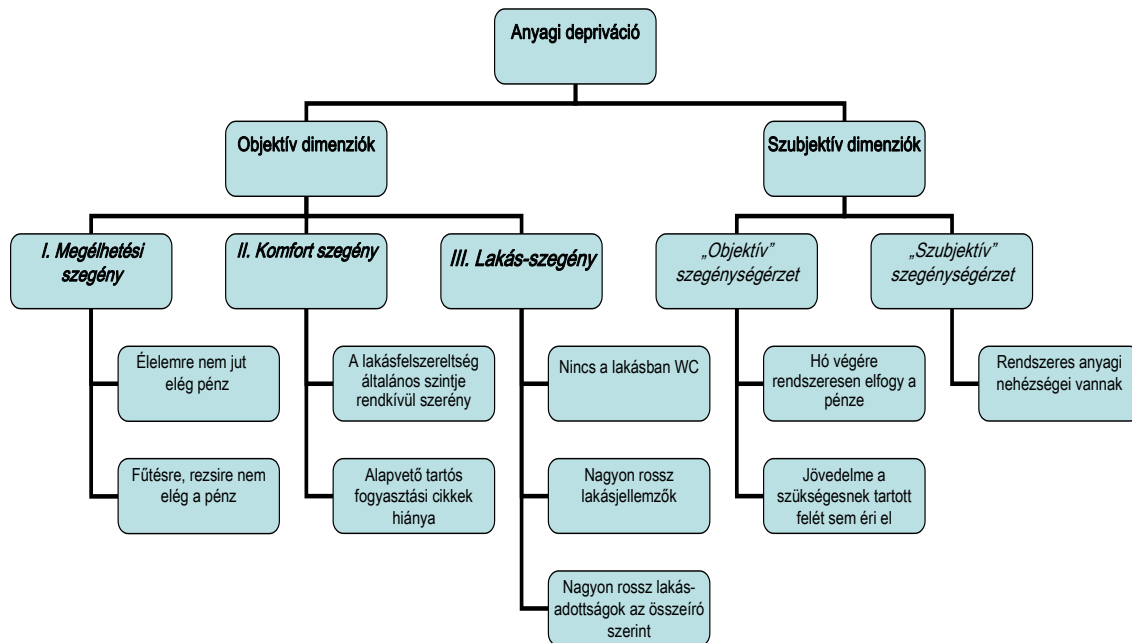 Anyagi depriváció
Objektív dimenziók
Szubjektív dimenziók
I. Megélhetési
szegény
II. Komfort szegény
III. Lakás-szegény
„Objektív”
szegénységérzet
„Szubjektív”
szegénységérzet
Élelemre nem jut
elég pénz
A lakásfelszereltség
általános szintje
rendkívül szerény
Nincs a lakásban WC
Hó végére
rendszeresen elfogy a
pénze
Rendszeres anyagi
nehézségei vannak
Fűtésre, rezsire nem
elég a pénz
Alapvető tartós
fogyasztási cikkek
hiánya
Nagyon rossz
lakásjellemzők
Jövedelme a
szükségesnek tartott
felét sem éri el
Nagyon rossz lakás-
adottságok az összeíró
szerint